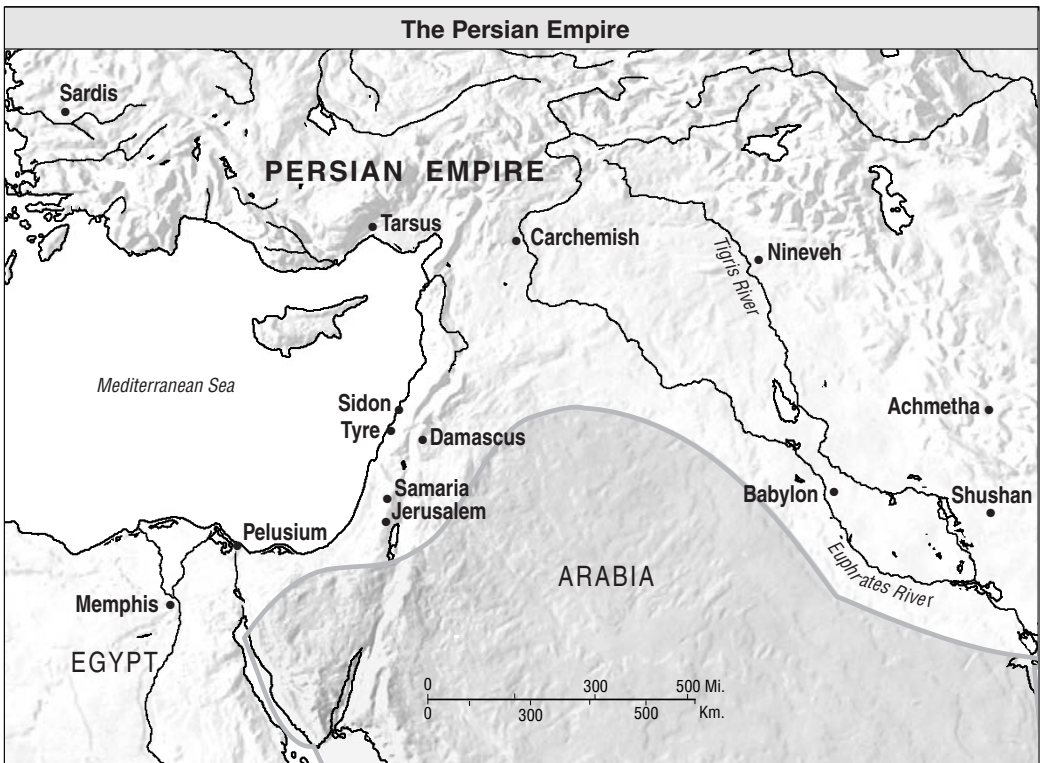 The Persian Empire
Sardis
PERSIAN EMPIRE
Tarsus
Carchemish
Tigris River
Nineveh
Mediterranean Sea
Sidon
Tyre
Damascus
Achmetha
Samaria
Jerusalem
Babylon
Shushan
Pelusium
Euphrates River
ARABIA
Memphis
EGYPT
0 300 500 Mi.
0 300 500 Km.